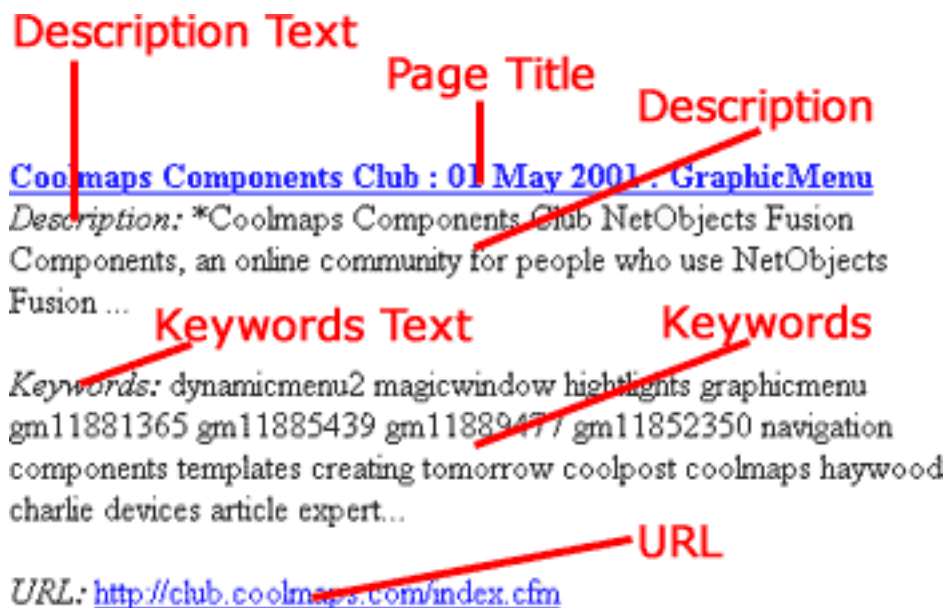 Description Text
Page Title
Description
Coolmaps Components Club : 01 May 2001 : GraphicMenu
Description: *Coolmaps Components Club NetObjects Fusion
Components, an online community for people who use NetObjects
Fusion ...
Keywords Text
Keywords
Keywords: dynamicmenu2 magicwindow hightlights graphicmenu
gm11881365 gm11885439 gm11889477 gm11852350 navigation
components templates creating tomorrow coolpost coolmaps haywood
charlie devices article expert...
URL
URL: http://club.coolmaps.com/index.cfm